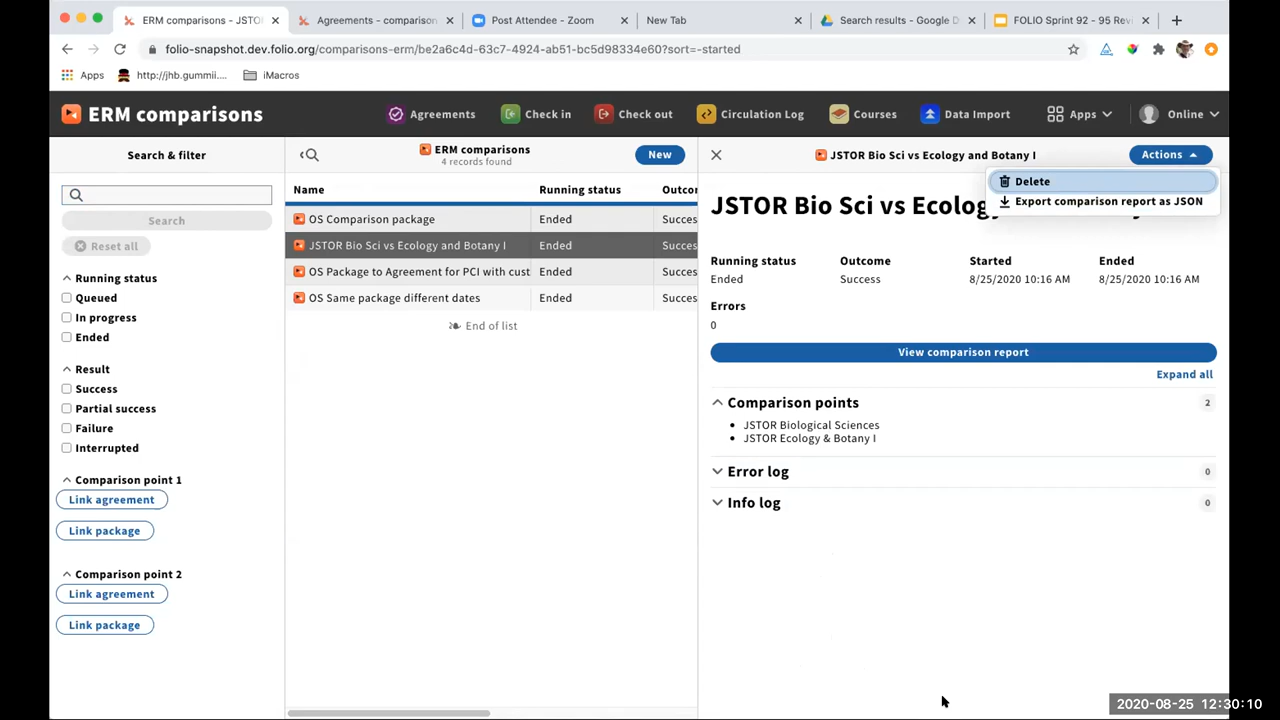 ERM comparisons - JSTOR
Agreements - comparison
Post Attendee - Zoom
New Tab
Search results - Google D
FOLIO Sprint 92 - 95 Revi
folio-snapshot.dev.folio.org/comparisons-erm/be2a6c4d-63c7-4924-ab51-bc5d98334e60?sort=-started
Apps
http://jhb.gummii....
iMacros
ERM comparisons
Agreements
Check in
Check out
Circulation Log
Courses
Data Import
Apps
Online
Search & filter
Search
Reset all
Running status
Queued
In progress
Ended
Result
Success
Partial success
Failure
Interrupted
Comparison point 1
Link agreement
Link package
Comparison point 2
Link agreement
Link package
ERM comparisons
4 records found
New
Name Running status Outcor
OS Comparison package Ended Succes
JSTOR Bio Sci vs Ecology and Botany I Ended Succes
OS Package to Agreement for PCI with cust Ended Succes
OS Same package different dates Ended Succes
End of list
JSTOR Bio Sci vs Ecology and Botany I
Actions
Delete
Export comparison report as JSON
JSTOR Bio Sci vs Ecology
Running status Outcome Started Ended
Ended Success 8/25/2020 10:16 AM 8/25/2020 10:16 AM
Errors
0
View comparison report
Expand all
Comparison points 2
JSTOR Biological Sciences
JSTOR Ecology & Botany I
Error log 0
Info log 0
2020-08-25 12:30:10